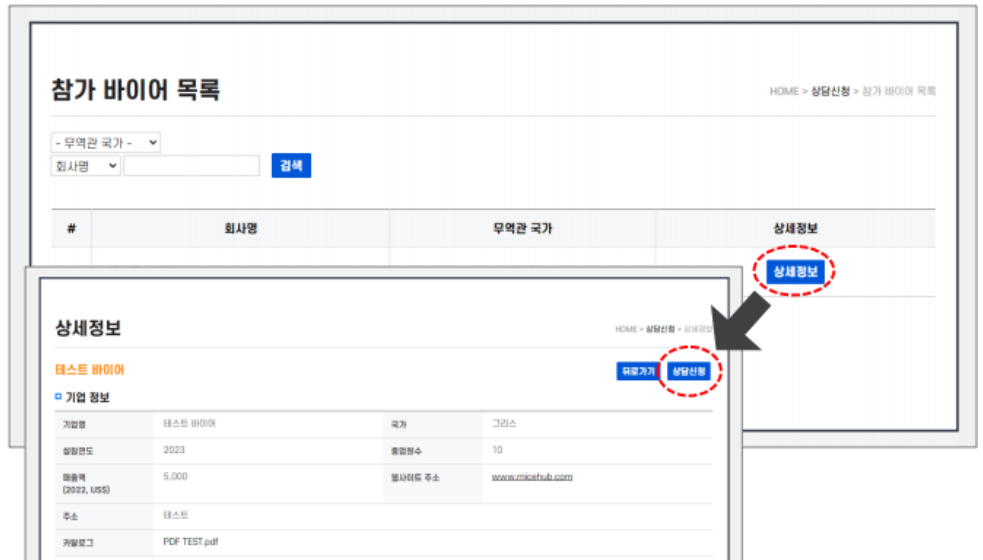 참가 바이어 목록
HOME > 상담신청 > 참가 바이어 목록
- 무역관 국가 -
회사명 검색
# 회사명 무역관 국가 상세정보
상세정보
상세정보
HOME > 상담신청 > 상세정보
테스트 바이어
뒤로가기 상담신청
기업 정보
기업명 테스트 바이어 국가 그리스
설립연도 2023 종업원수 10
매출액 5,000 웹사이트 주소 www.micehub.com
(2022, US$)
주소 테스트
카탈로그 PDF TEST.pdf